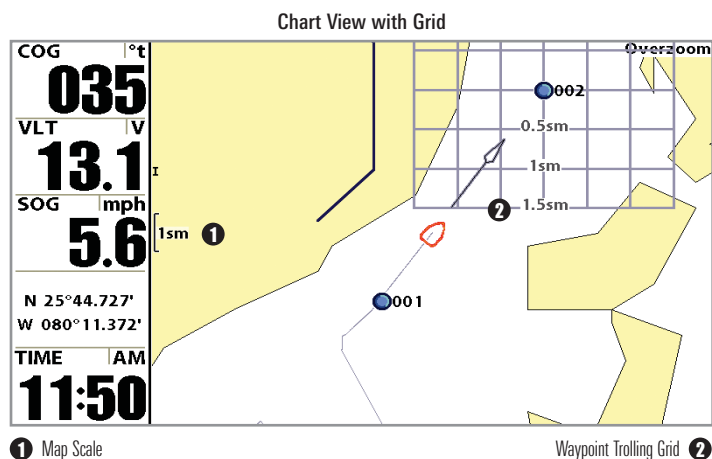 Chart View with Grid
COG °t
035
VLT V
13.1
SOG mph
5.6
N 25°44.727'
W 080°11.372'
TIME AM
11:50
1sm 1
Overzoom
002
0.5sm
1sm
2 1.5sm
001
1 Map Scale
Waypoint Trolling Grid 2